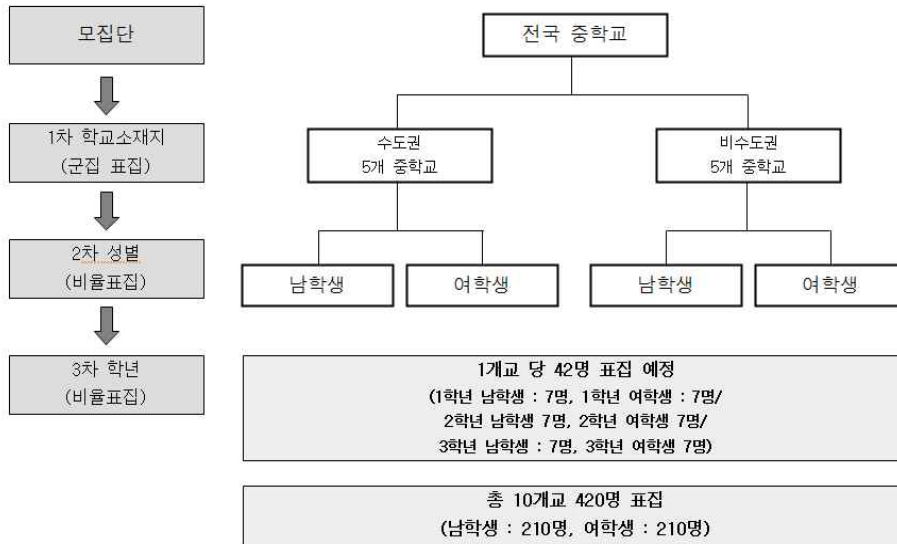 모집단
전국 중학교
1차 학교소재지
(군집 표집)
수도권
5개 중학교
비수도권
5개 중학교
2차 성별
(비율표집)
남학생
여학생
남학생
여학생
3차 학년
(비율표집)
1개교 당 42명 표집 예정
(1학년 남학생 : 7명, 1학년 여학생 : 7명/
2학년 남학생 7명, 2학년 여학생 7명/
3학년 남학생 : 7명, 3학년 여학생 7명)
총 10개교 420명 표집
(남학생 : 210명, 여학생 : 210명)